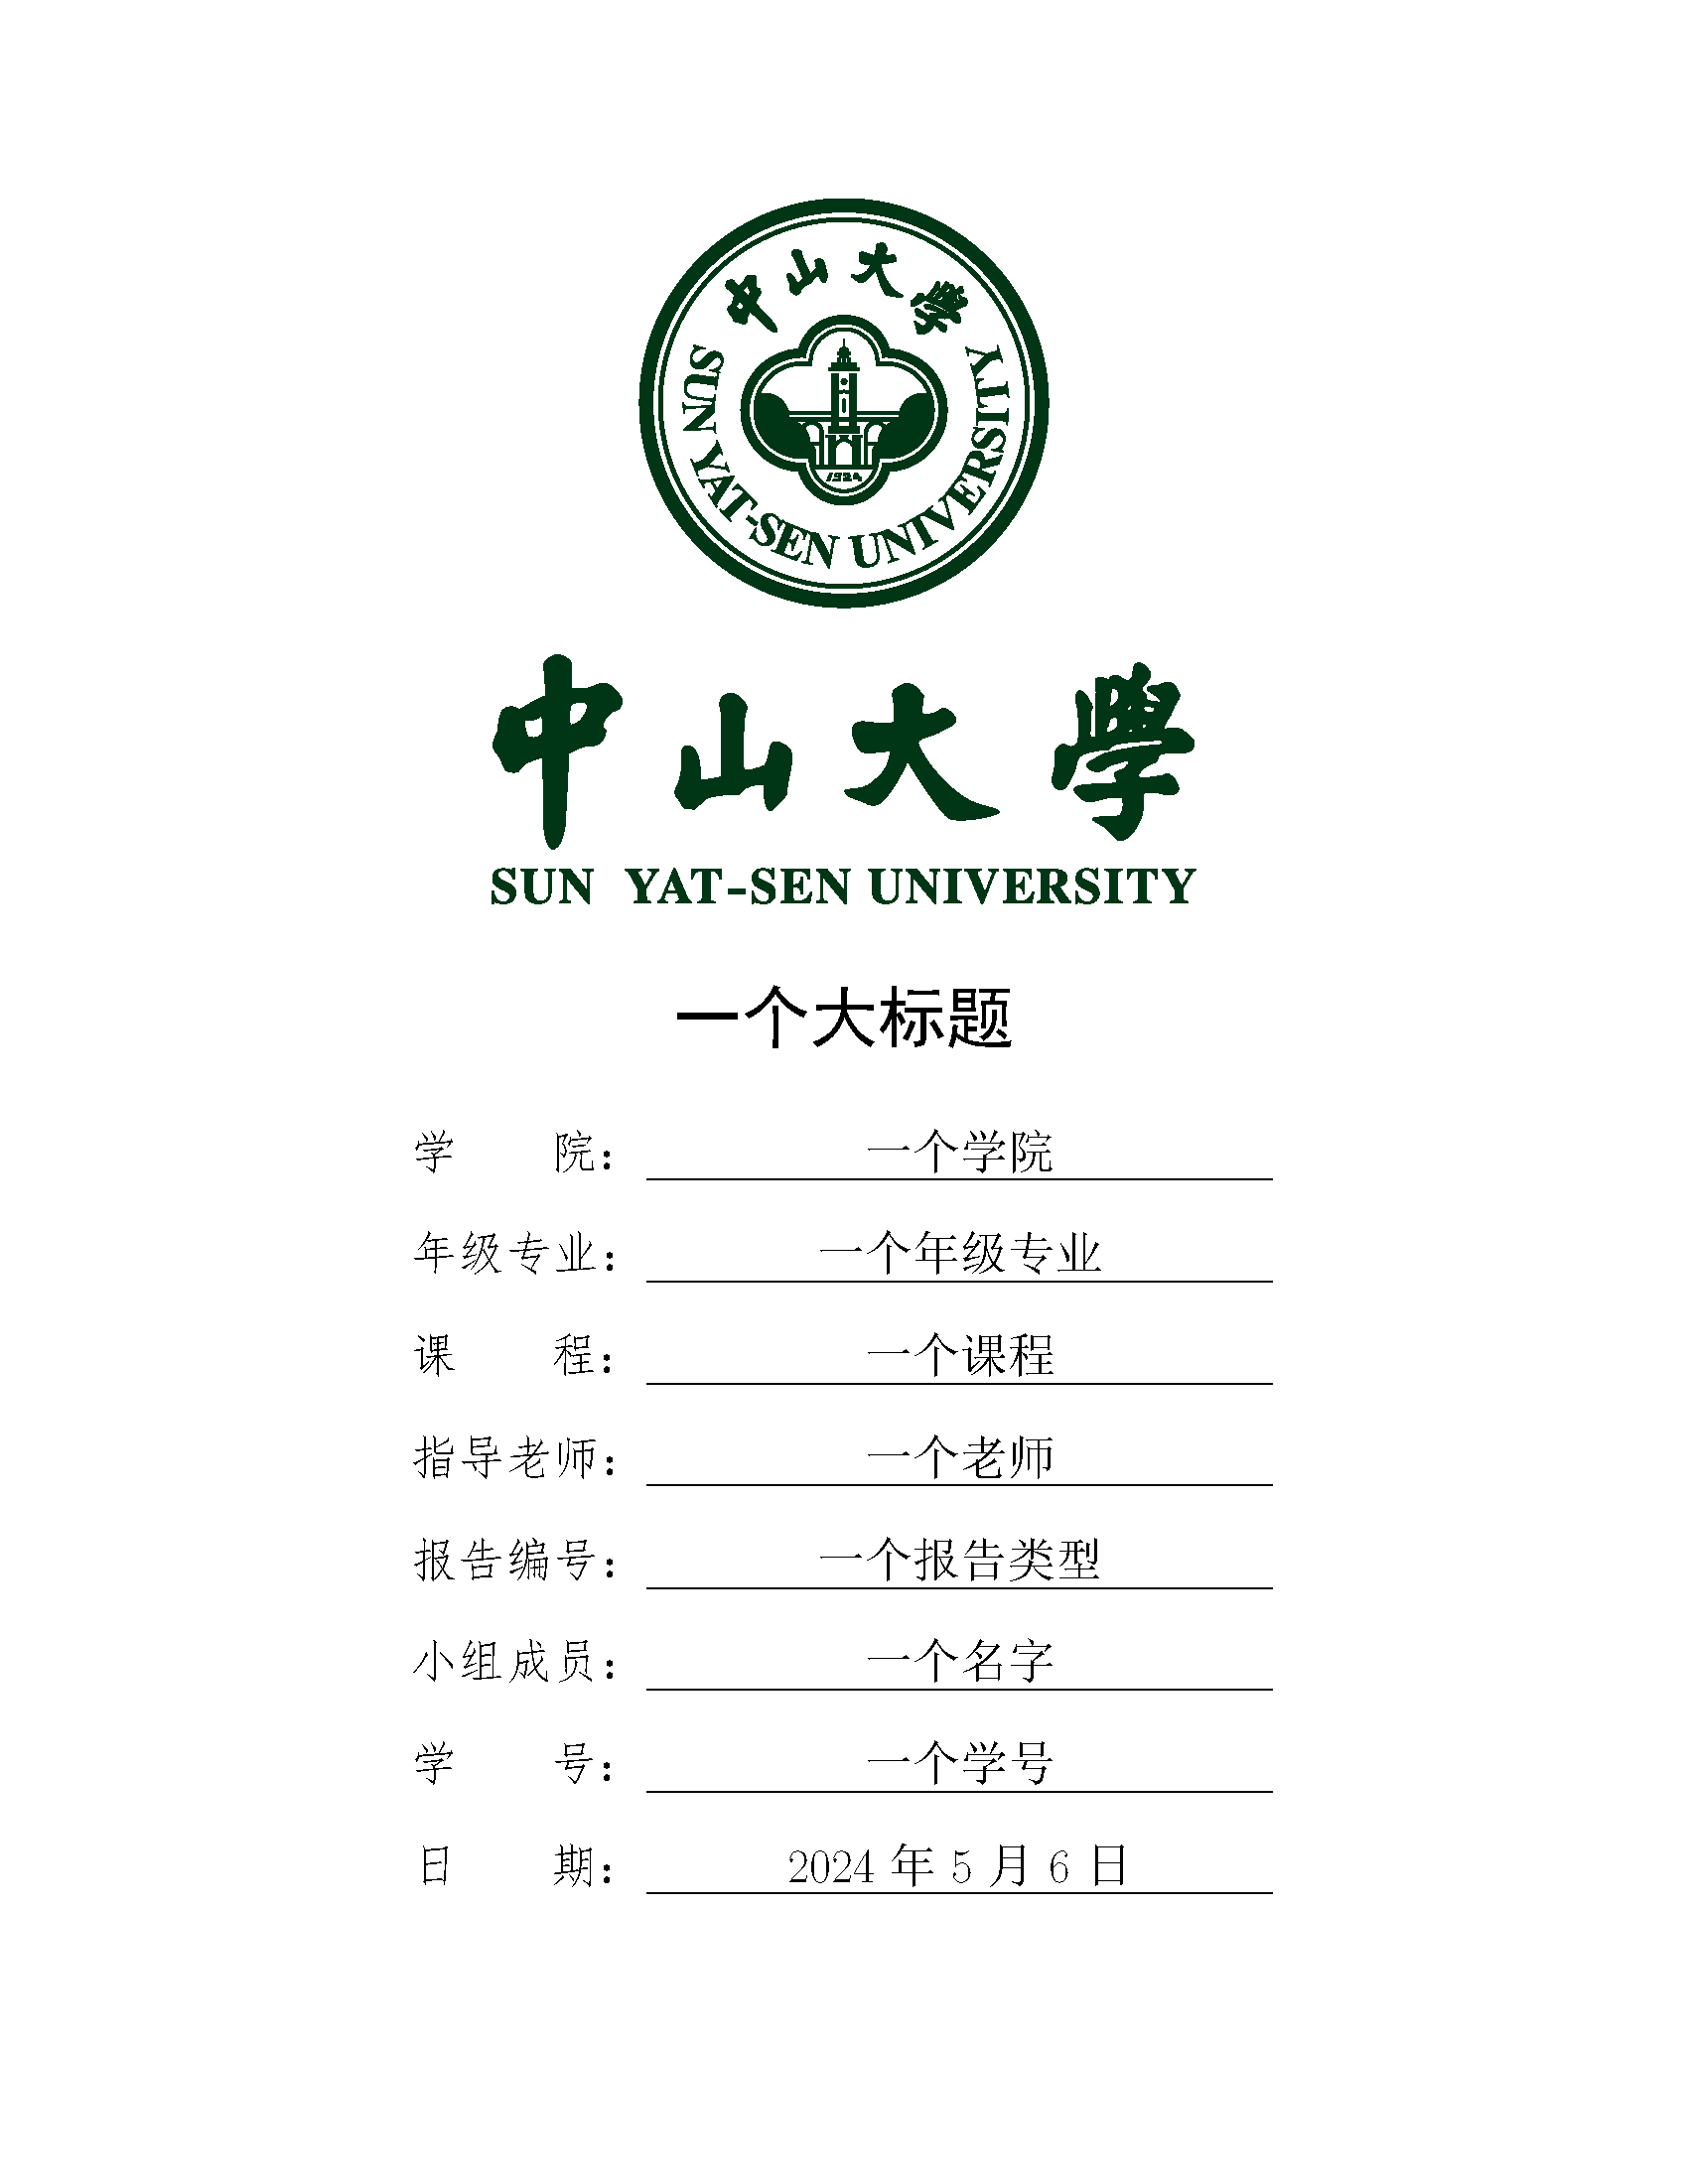 中山大學
SUN YAT-SEN UNIVERSITY
1924
中山大學
SUN YAT-SEN UNIVERSITY
一个大标题
学 院： 一个学院
年级专业： 一个年级专业
课 程： 一个课程
指导老师： 一个老师
报告编号： 一个报告类型
小组成员： 一个名字
学 号： 一个学号
日 期： 2024 年 5 月 6 日